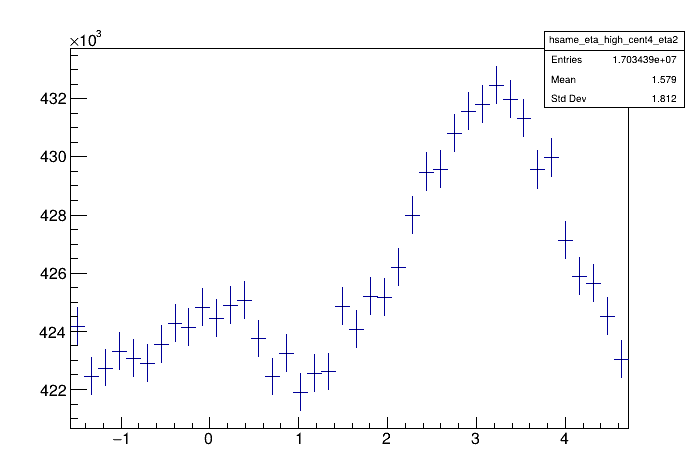 ×10³
hsame_eta_high_cent4_eta2
Entries 1.703439e+07
Mean 1.579
Std Dev 1.812
432
430
428
426
424
422
−1 0 1 2 3 4